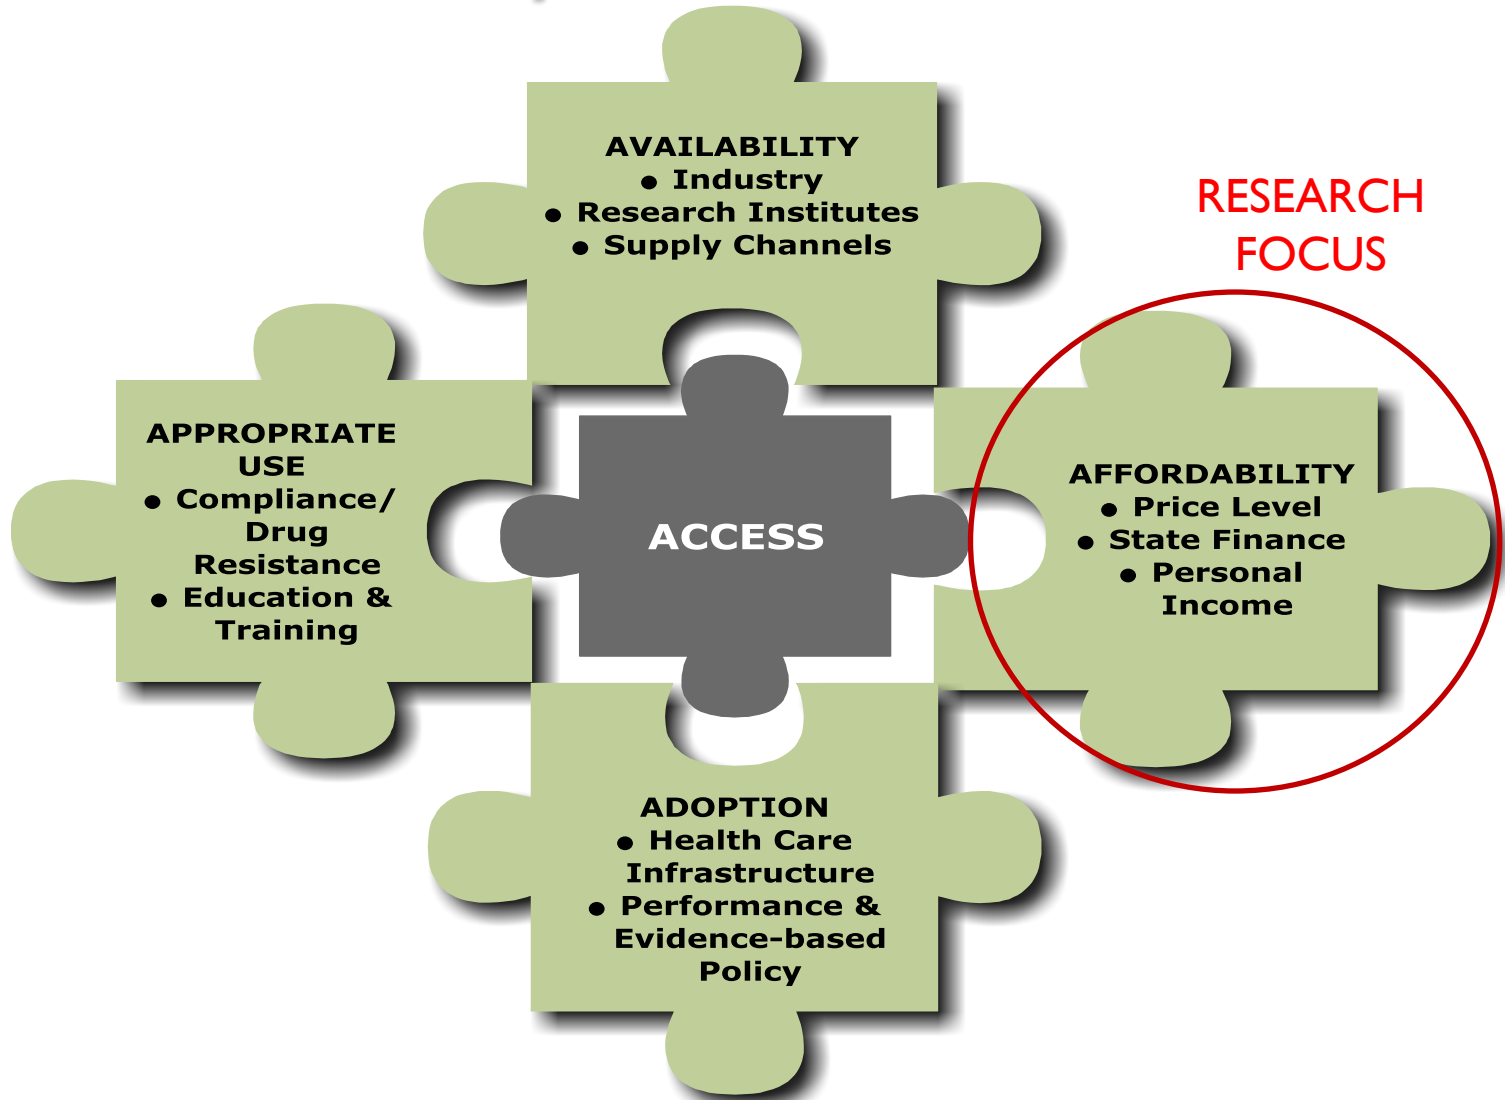 AVAILABILITY
● Industry
● Research Institutes
● Supply Channels
RESEARCH
FOCUS
APPROPRIATE
USE
● Compliance/
Drug
Resistance
● Education &
Training
ACCESS
AFFORDABILITY
● Price Level
● State Finance
● Personal
Income
ADOPTION
● Health Care
Infrastructure
● Performance &
Evidence-based
Policy